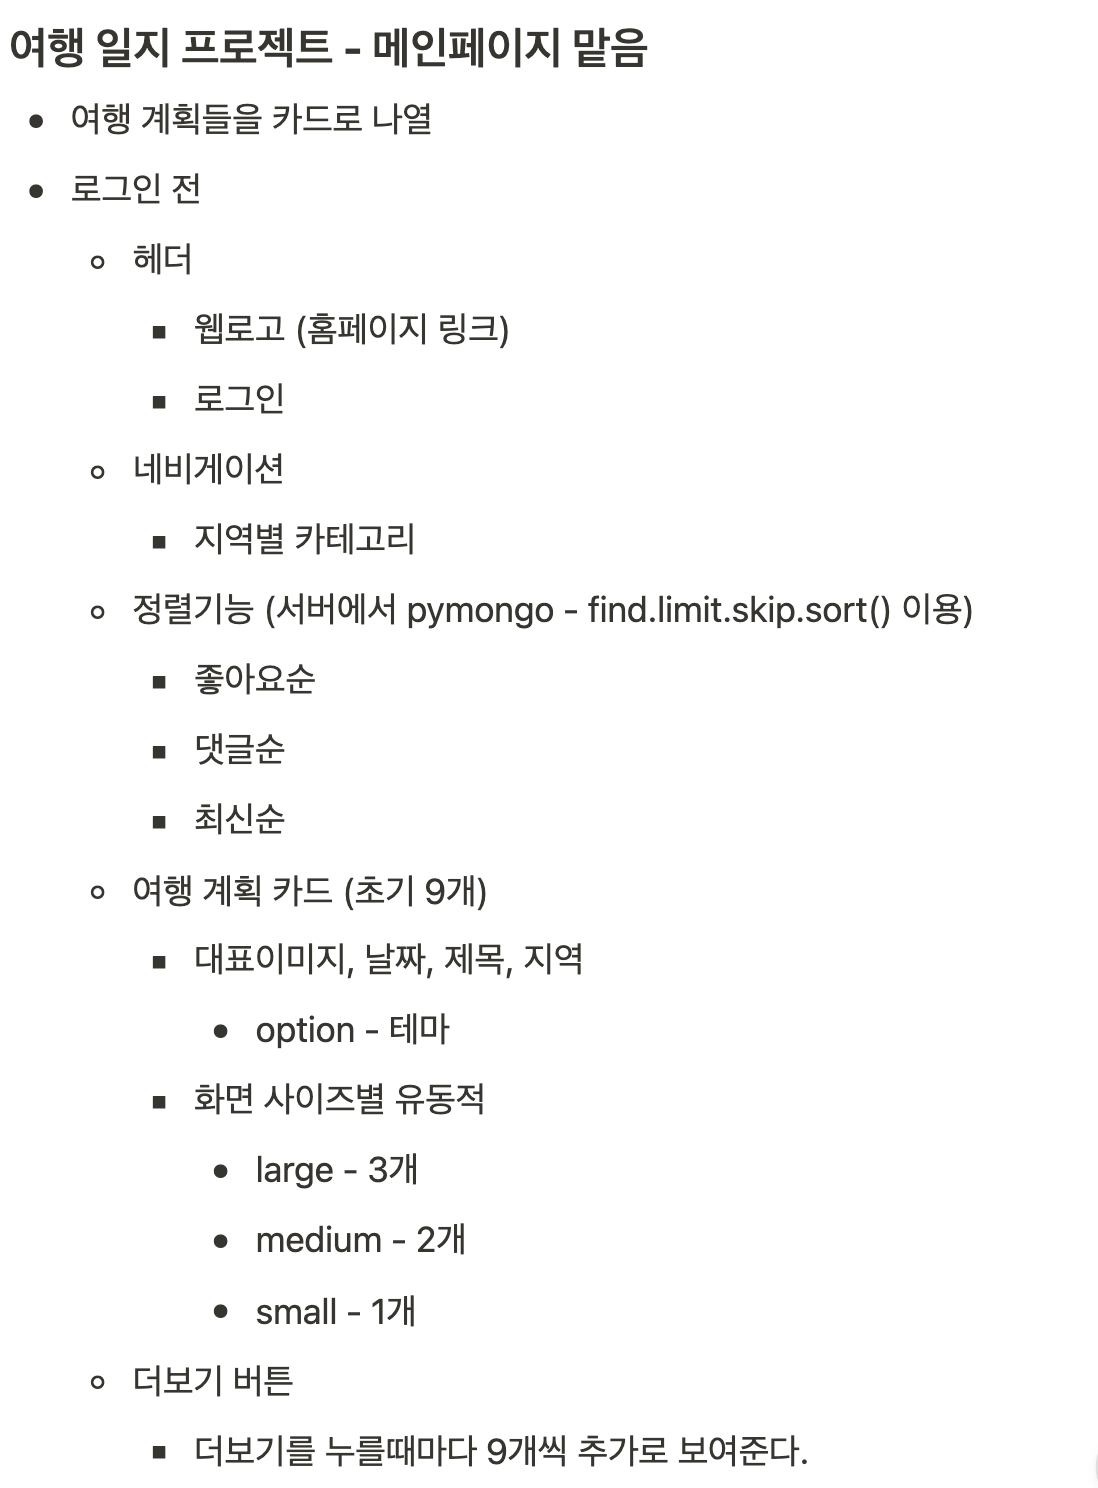 여행 일지 프로젝트 - 메인페이지 맡음
● 여행 계획들을 카드로 나열
● 로그인 전
○ 헤더
■ 웹로고 (홈페이지 링크)
■ 로그인
○ 네비게이션
■ 지역별 카테고리
○ 정렬기능 (서버에서 pymongo - find.limit.skip.sort() 이용)
■ 좋아요순
■ 댓글순
■ 최신순
○ 여행 계획 카드 (초기 9개)
■ 대표이미지, 날짜, 제목, 지역
● option - 테마
■ 화면 사이즈별 유동적
● large - 3개
● medium - 2개
● small - 1개
○ 더보기 버튼
■ 더보기를 누를때마다 9개씩 추가로 보여준다.